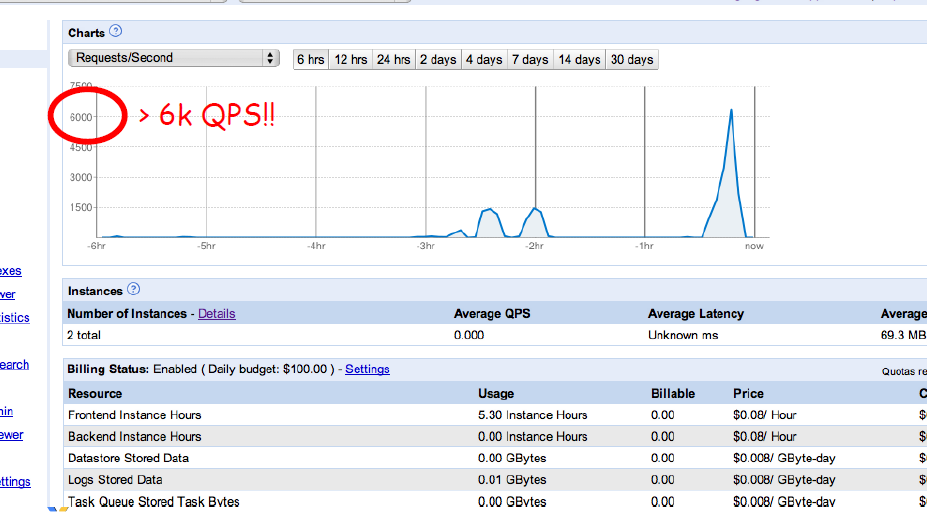 Charts ?
Requests/Second
6 hrs 12 hrs 24 hrs 2 days 4 days 7 days 14 days 30 days
7500
6000
> 6k QPS!!
4500
3000
1500
-6hr -5hr -4hr -3hr -2hr -1hr now
Instances ?
Number of Instances - Details Average QPS Average Latency Average
2 total 0.000 Unknown ms 69.3 MB
Billing Status: Enabled ( Daily budget: $100.00 ) - Settings Quotas re
Resource Usage Billable Price C
Frontend Instance Hours 5.30 Instance Hours 0.00 $0.08/ Hour $
Backend Instance Hours 0.00 Instance Hours 0.00 $0.08/ Hour $
Datastore Stored Data 0.00 GBytes 0.00 $0.008/ GByte-day $
Logs Stored Data 0.01 GBytes 0.00 $0.008/ GByte-day $
Task Queue Stored Task Bytes 0.00 GBytes 0.00 $0.008/ GByte-day $
exes
wer
istics
earch
min
ewer
ttings